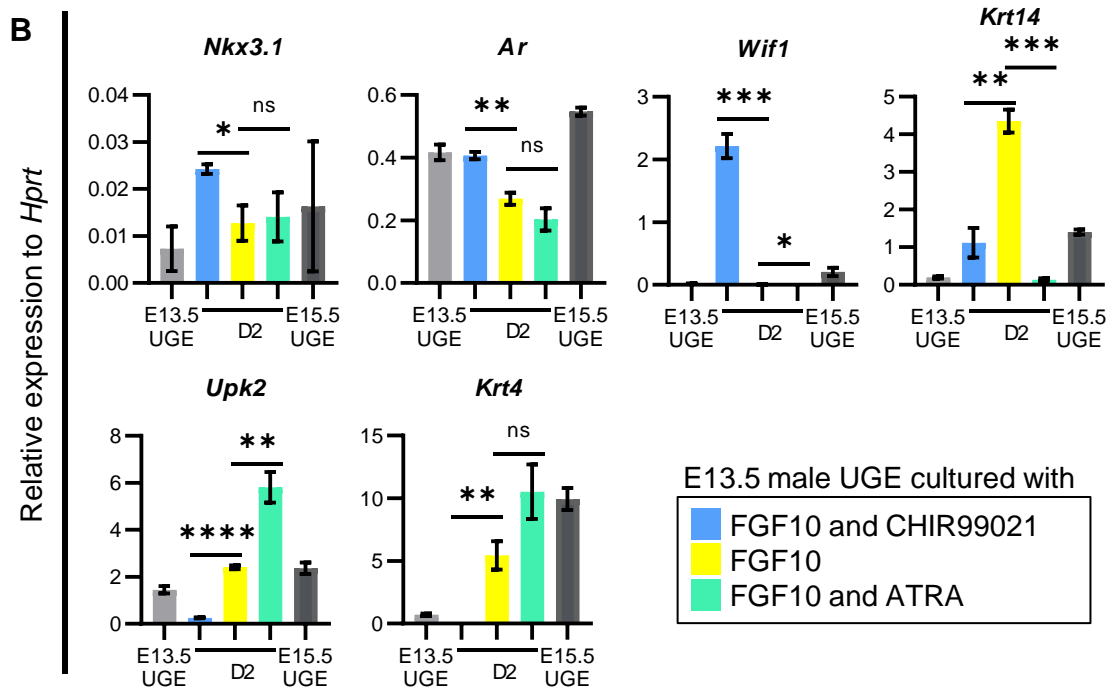 B
Relative expression to Hprt
Nkx3.1
0.04
0.03
0.02
0.01
0.00
*
ns
E13.5
UGE
D2
E15.5
UGE
Ar
0.6
0.4
0.2
0.0
**
ns
E13.5
UGE
D2
E15.5
UGE
Wif1
3
2
1
0
***
*
E13.5
UGE
D2
E15.5
UGE
Krt14
5
4
3
2
1
0
**
***
E13.5
UGE
D2
E15.5
UGE
Upk2
8
6
4
2
0
****
**
E13.5
UGE
D2
E15.5
UGE
Krt4
15
10
5
0
**
ns
E13.5
UGE
D2
E15.5
UGE
E13.5 male UGE cultured with
FGF10 and CHIR99021
FGF10
FGF10 and ATRA